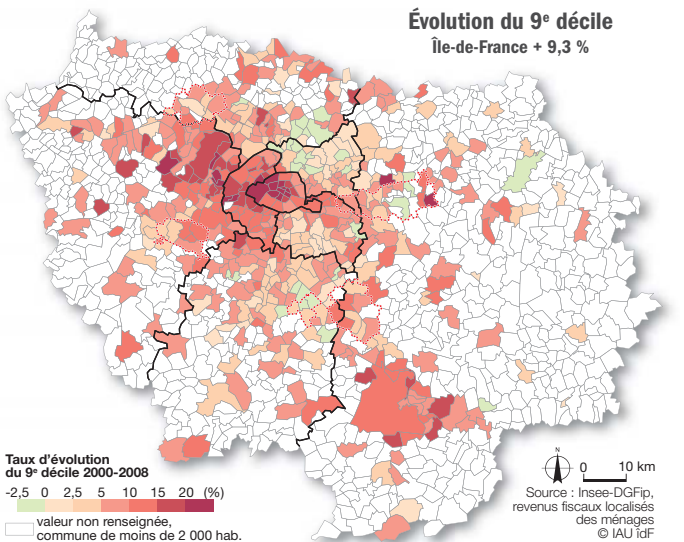 Évolution du 9e décile
Île-de-France + 9,3 %
Taux d'évolution
du 9e décile 2000-2008
-2,5 0 2,5 5 10 15 20 (%)
valeur non renseignée,
commune de moins de 2 000 hab.
N
0 10 km
Source : Insee-DGFip,
revenus fiscaux localisés
des ménages
© IAU îdF